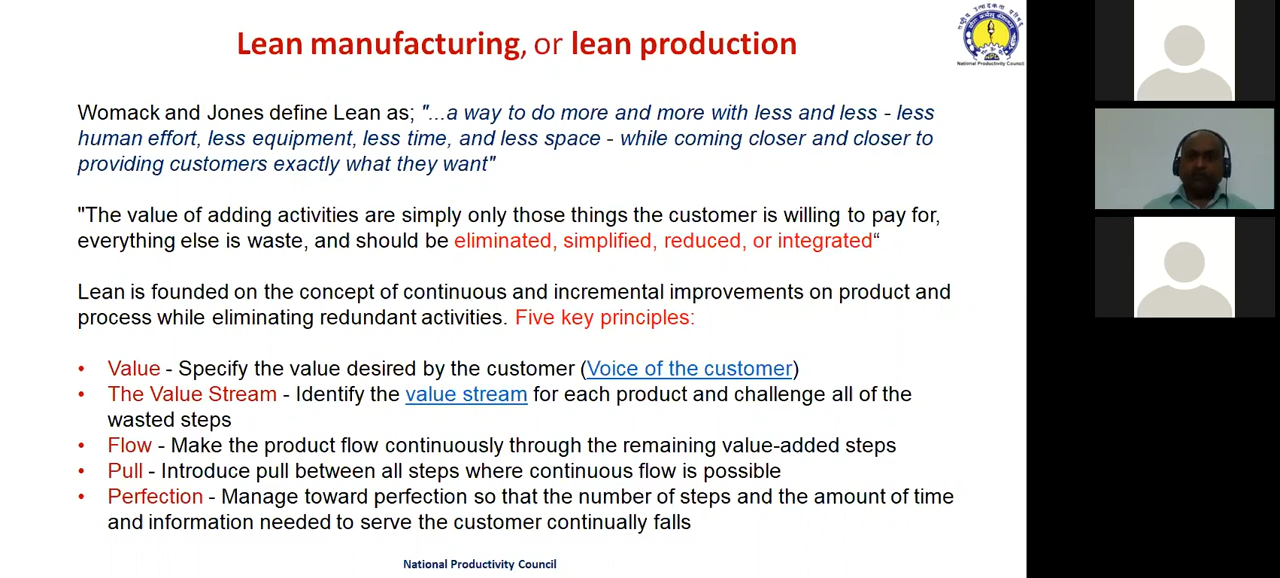 Lean manufacturing, or lean production
National Productivity Council
Womack and Jones define Lean as; "...a way to do more and more with less and less - less
human effort, less equipment, less time, and less space - while coming closer and closer to
providing customers exactly what they want"
"The value of adding activities are simply only those things the customer is willing to pay for,
everything else is waste, and should be eliminated, simplified, reduced, or integrated“
Lean is founded on the concept of continuous and incremental improvements on product and
process while eliminating redundant activities. Five key principles:
• Value - Specify the value desired by the customer (Voice of the customer)
• The Value Stream - Identify the value stream for each product and challenge all of the
wasted steps
• Flow - Make the product flow continuously through the remaining value-added steps
• Pull - Introduce pull between all steps where continuous flow is possible
• Perfection - Manage toward perfection so that the number of steps and the amount of time
and information needed to serve the customer continually falls
National Productivity Council